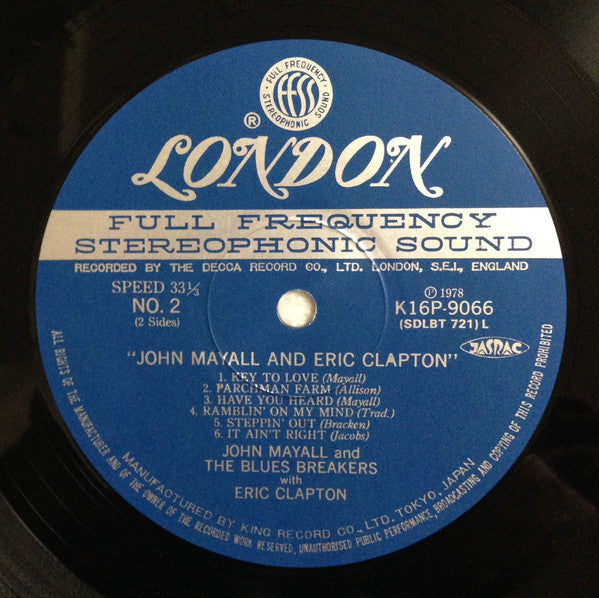 FULL FREQUENCY
STEREOPHONIC SOUND
FFSS
®
LONDON
FULL FREQUENCY
STEREOPHONIC SOUND
RECORDED BY THE DECCA RECORD CO., LTD. LONDON, S.E.I., ENGLAND
SPEED 33⅓
NO. 2
(2 Sides)
Ⓟ 1978
K16P-9066
(SDLBT 721) L
JASRAC
"JOHN MAYALL AND ERIC CLAPTON"
1. KEY TO LOVE (Mayall)
2. PARCHMAN FARM (Allison)
3. HAVE YOU HEARD (Mayall)
4. RAMBLIN' ON MY MIND (Trad.)
5. STEPPIN' OUT (Bracken)
6. IT AIN'T RIGHT (Jacobs)
JOHN MAYALL and
THE BLUES BREAKERS
with
ERIC CLAPTON
MANUFACTURED BY KING RECORD CO., LTD, TOKYO, JAPAN
ALL RIGHTS OF THE MANUFACTURER AND OF THE OWNER OF THE RECORDED WORK RESERVED, UNAUTHORISED PUBLIC PERFORMANCE, BROADCASTING AND COPYING OF THIS RECORD PROHIBITED